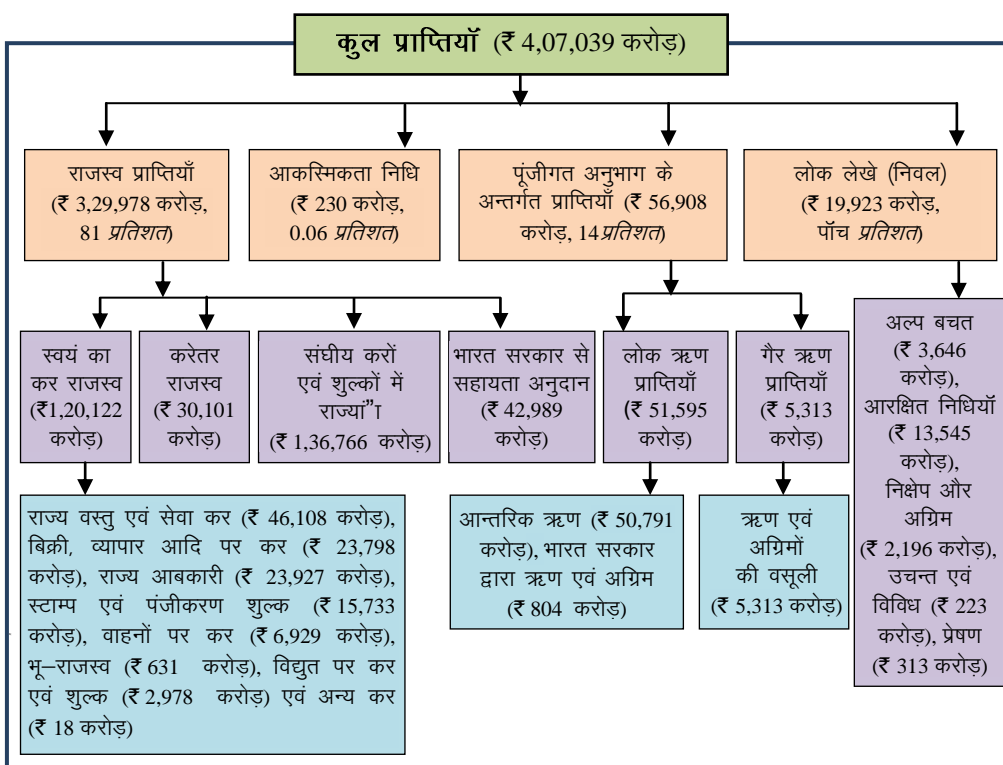 कुल प्राप्तियॉ (₹ 4,07,039 करोड़)
राजस्व प्राप्तियाँ
(₹ 3,29,978 करोड़,
81 प्रतिशत)
आकस्मिकता निधि
(₹ 230 करोड़,
0.06 प्रतिशत)
पूंजीगत अनुभाग के
अन्तर्गत प्राप्तियाँ (₹ 56,908
करोड़, 14प्रतिशत)
लोक लेखे (निवल)
(₹ 19,923 करोड़,
पॉच प्रतिशत)
स्वयं का
कर राजस्व
(₹1,20,122
करोड़)
करेतर
राजस्व
(₹ 30,101
करोड़)
संघीय करों
एवं शुल्कों में
राज्यां”ा
(₹ 1,36,766 करोड़)
भारत सरकार से
सहायता अनुदान
(₹ 42,989
करोड़)
लोक ऋण
प्राप्तियाँ
(₹ 51,595
करोड़)
गैर ऋण
प्राप्तियाँ
(₹ 5,313
करोड़)
अल्प बचत
(₹ 3,646
करोड़),
आरक्षित निधियॉ
(₹ 13,545
करोड़),
निक्षेप और
अग्रिम
(₹ 2,196 करोड़),
उचन्त एवं
विविध (₹ 223
करोड़), प्रेषण
(₹ 313 करोड़)
राज्य वस्तु एवं सेवा कर (₹ 46,108 करोड़),
बिक्री, व्यापार आदि पर कर (₹ 23,798
करोड़), राज्य आबकारी (₹ 23,927 करोड़),
स्टाम्प एवं पंजीकरण शुल्क (₹ 15,733
करोड़), वाहनों पर कर (₹ 6,929 करोड़),
भू–राजस्व (₹ 631 करोड़), विद्युत पर कर
एवं शुल्क (₹ 2,978 करोड़) एवं अन्य कर
(₹ 18 करोड़)
आन्तरिक ऋण (₹ 50,791
करोड़), भारत सरकार
द्वारा ऋण एवं अग्रिम
(₹ 804 करोड़)
ऋण एवं
अग्रिमों
की वसूली
(₹ 5,313 करोड़)